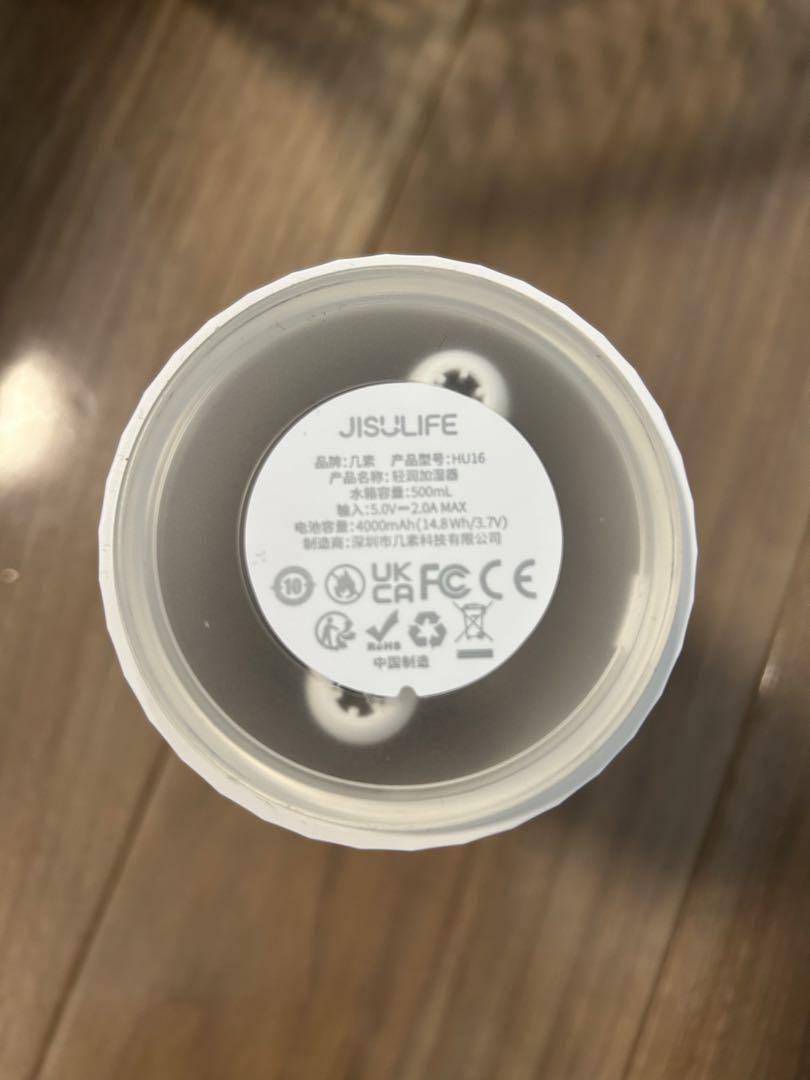 JISULIFE
品牌:几素 产品型号:HU16
产品名称:轻润加湿器
水箱容量:500mL
输入:5.0V⎓2.0A MAX
电池容量:4000mAh(14.8Wh/3.7V)
制造商:深圳市几素科技有限公司
10 UK CA FC CE
RoHS
中国制造